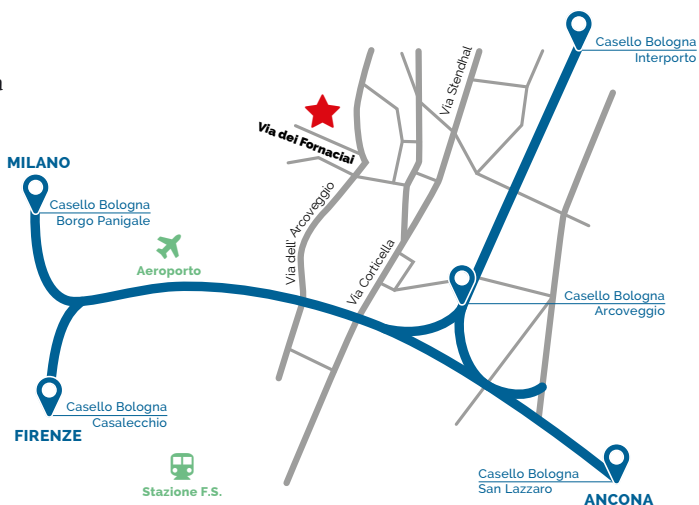 Casello Bologna
Interporto
a
Via Stendhal
Via dei Fornaciai
MILANO
Casello Bologna
Borgo Panigale
Via dell' Arcoveggio
Aeroporto
Via Corticella
Casello Bologna
Arcoveggio
Casello Bologna
Casalecchio
FIRENZE
Stazione F.S.
Casello Bologna
San Lazzaro
ANCONA